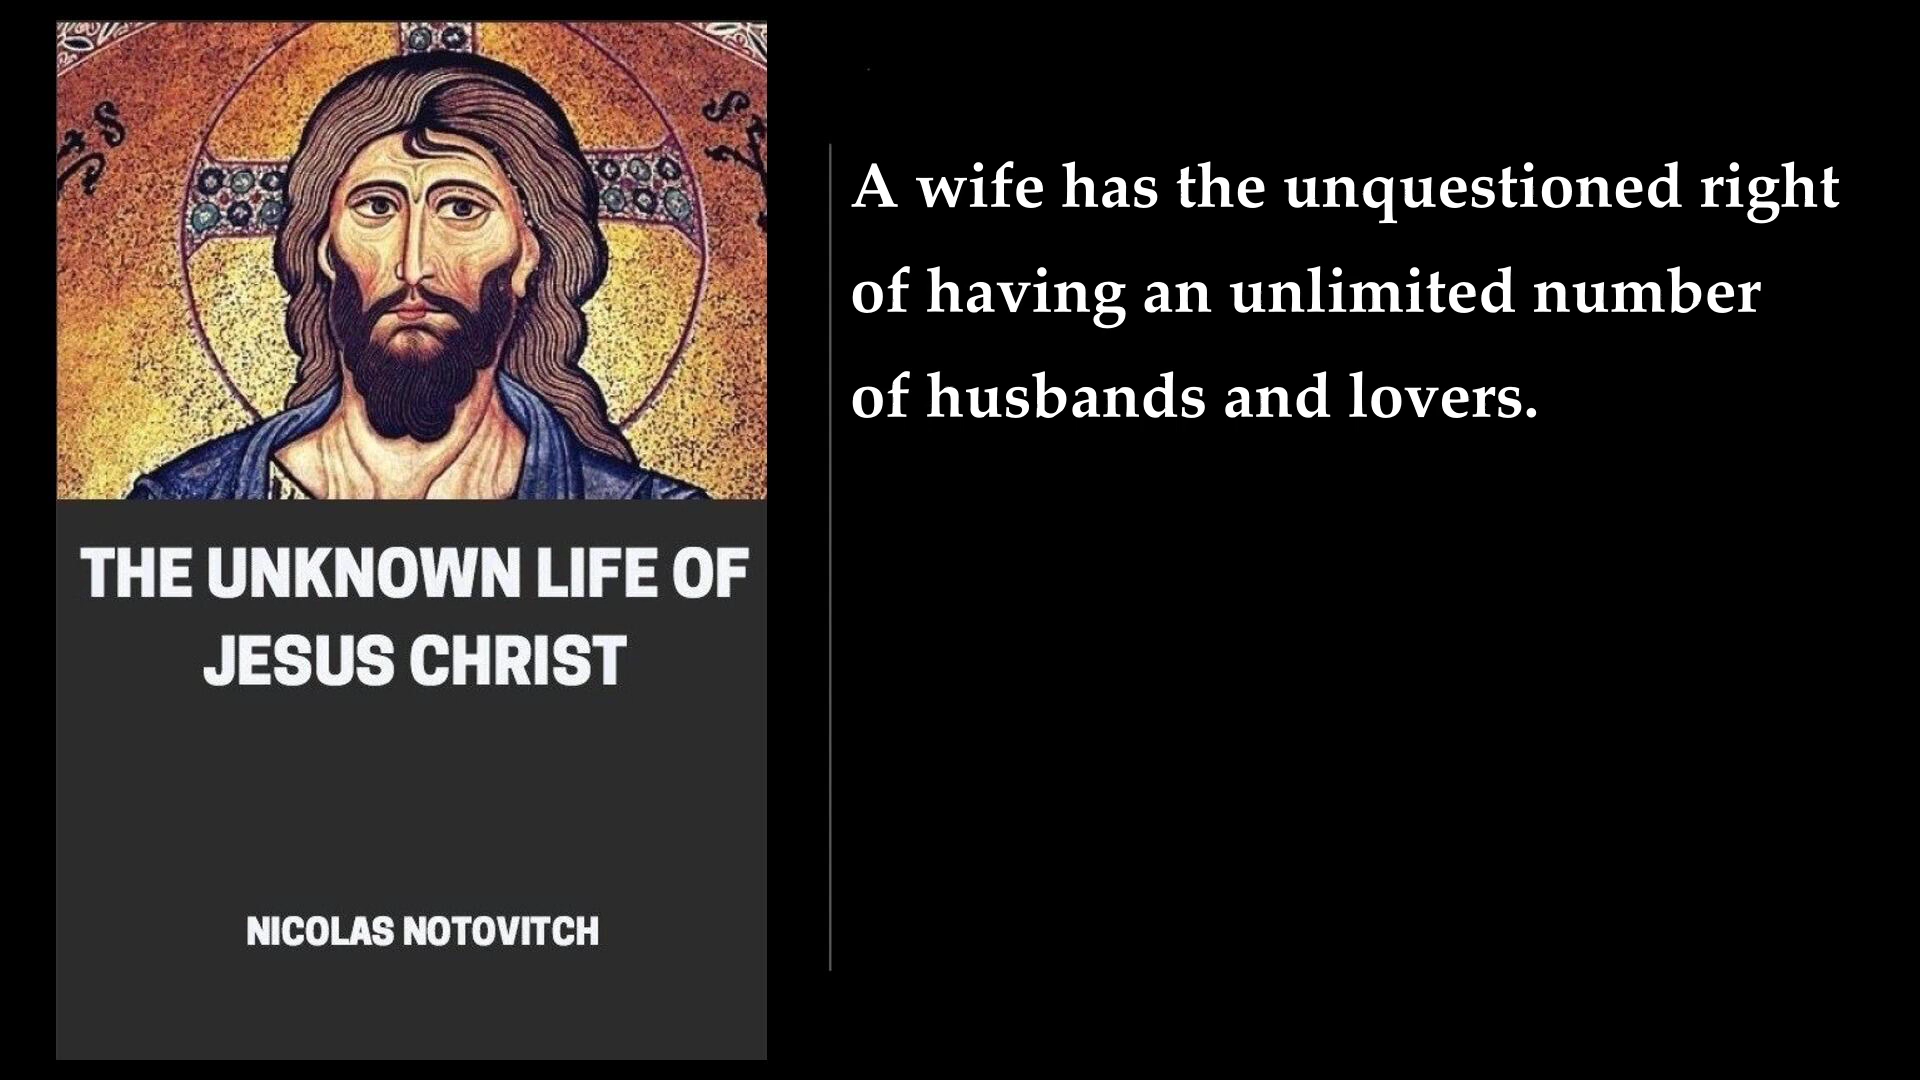 THE UNKNOWN LIFE OF
JESUS CHRIST
NICOLAS NOTOVITCH
A wife has the unquestioned right
of having an unlimited number
of husbands and lovers.